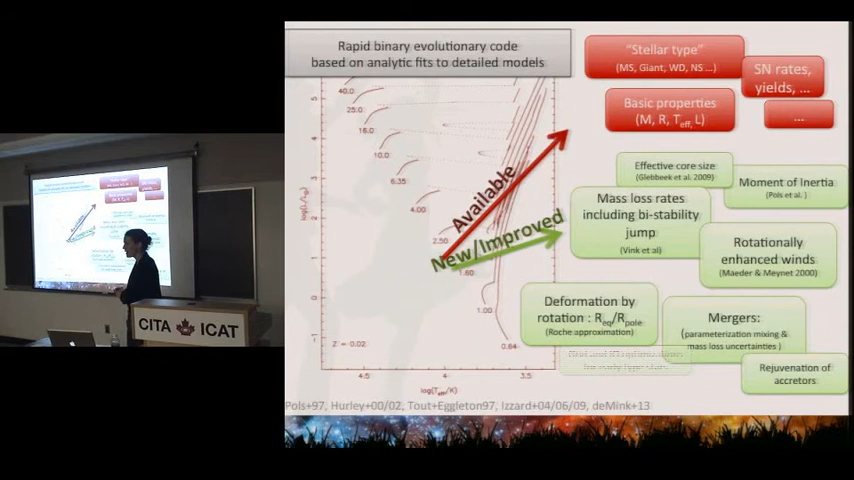 Rapid binary evolutionary code
based on analytic fits to detailed models
"Stellar type"
(MS, Giant, WD, NS ...)
SN rates,
yields, ...
Basic properties
(M, R, Teff, L)
...
Available
New/Improved
Effective core size
(Glebbeek et al. 2009)
Moment of Inertia
(Pols et al. )
Mass loss rates
including bi-stability
jump
(Vink et al)
Rotationally
enhanced winds
(Maeder & Meynet 2000)
Deformation by
rotation : Req/Rpole
(Roche approximation)
Mergers:
(parameterization mixing &
mass loss uncertainties )
Rejuvenation of
accretors
40.0
25.0
16.0
10.0
6.35
4.00
2.50
1.60
1.00
0.64
Z = 0.02
log(L/L⊙)
5
4
3
2
1
0
−1
4.5
4
3.5
log(Teff/K)
Pols+97, Hurley+00/02, Tout+Eggleton97, Izzard+04/06/09, deMink+13
CITA ICAT